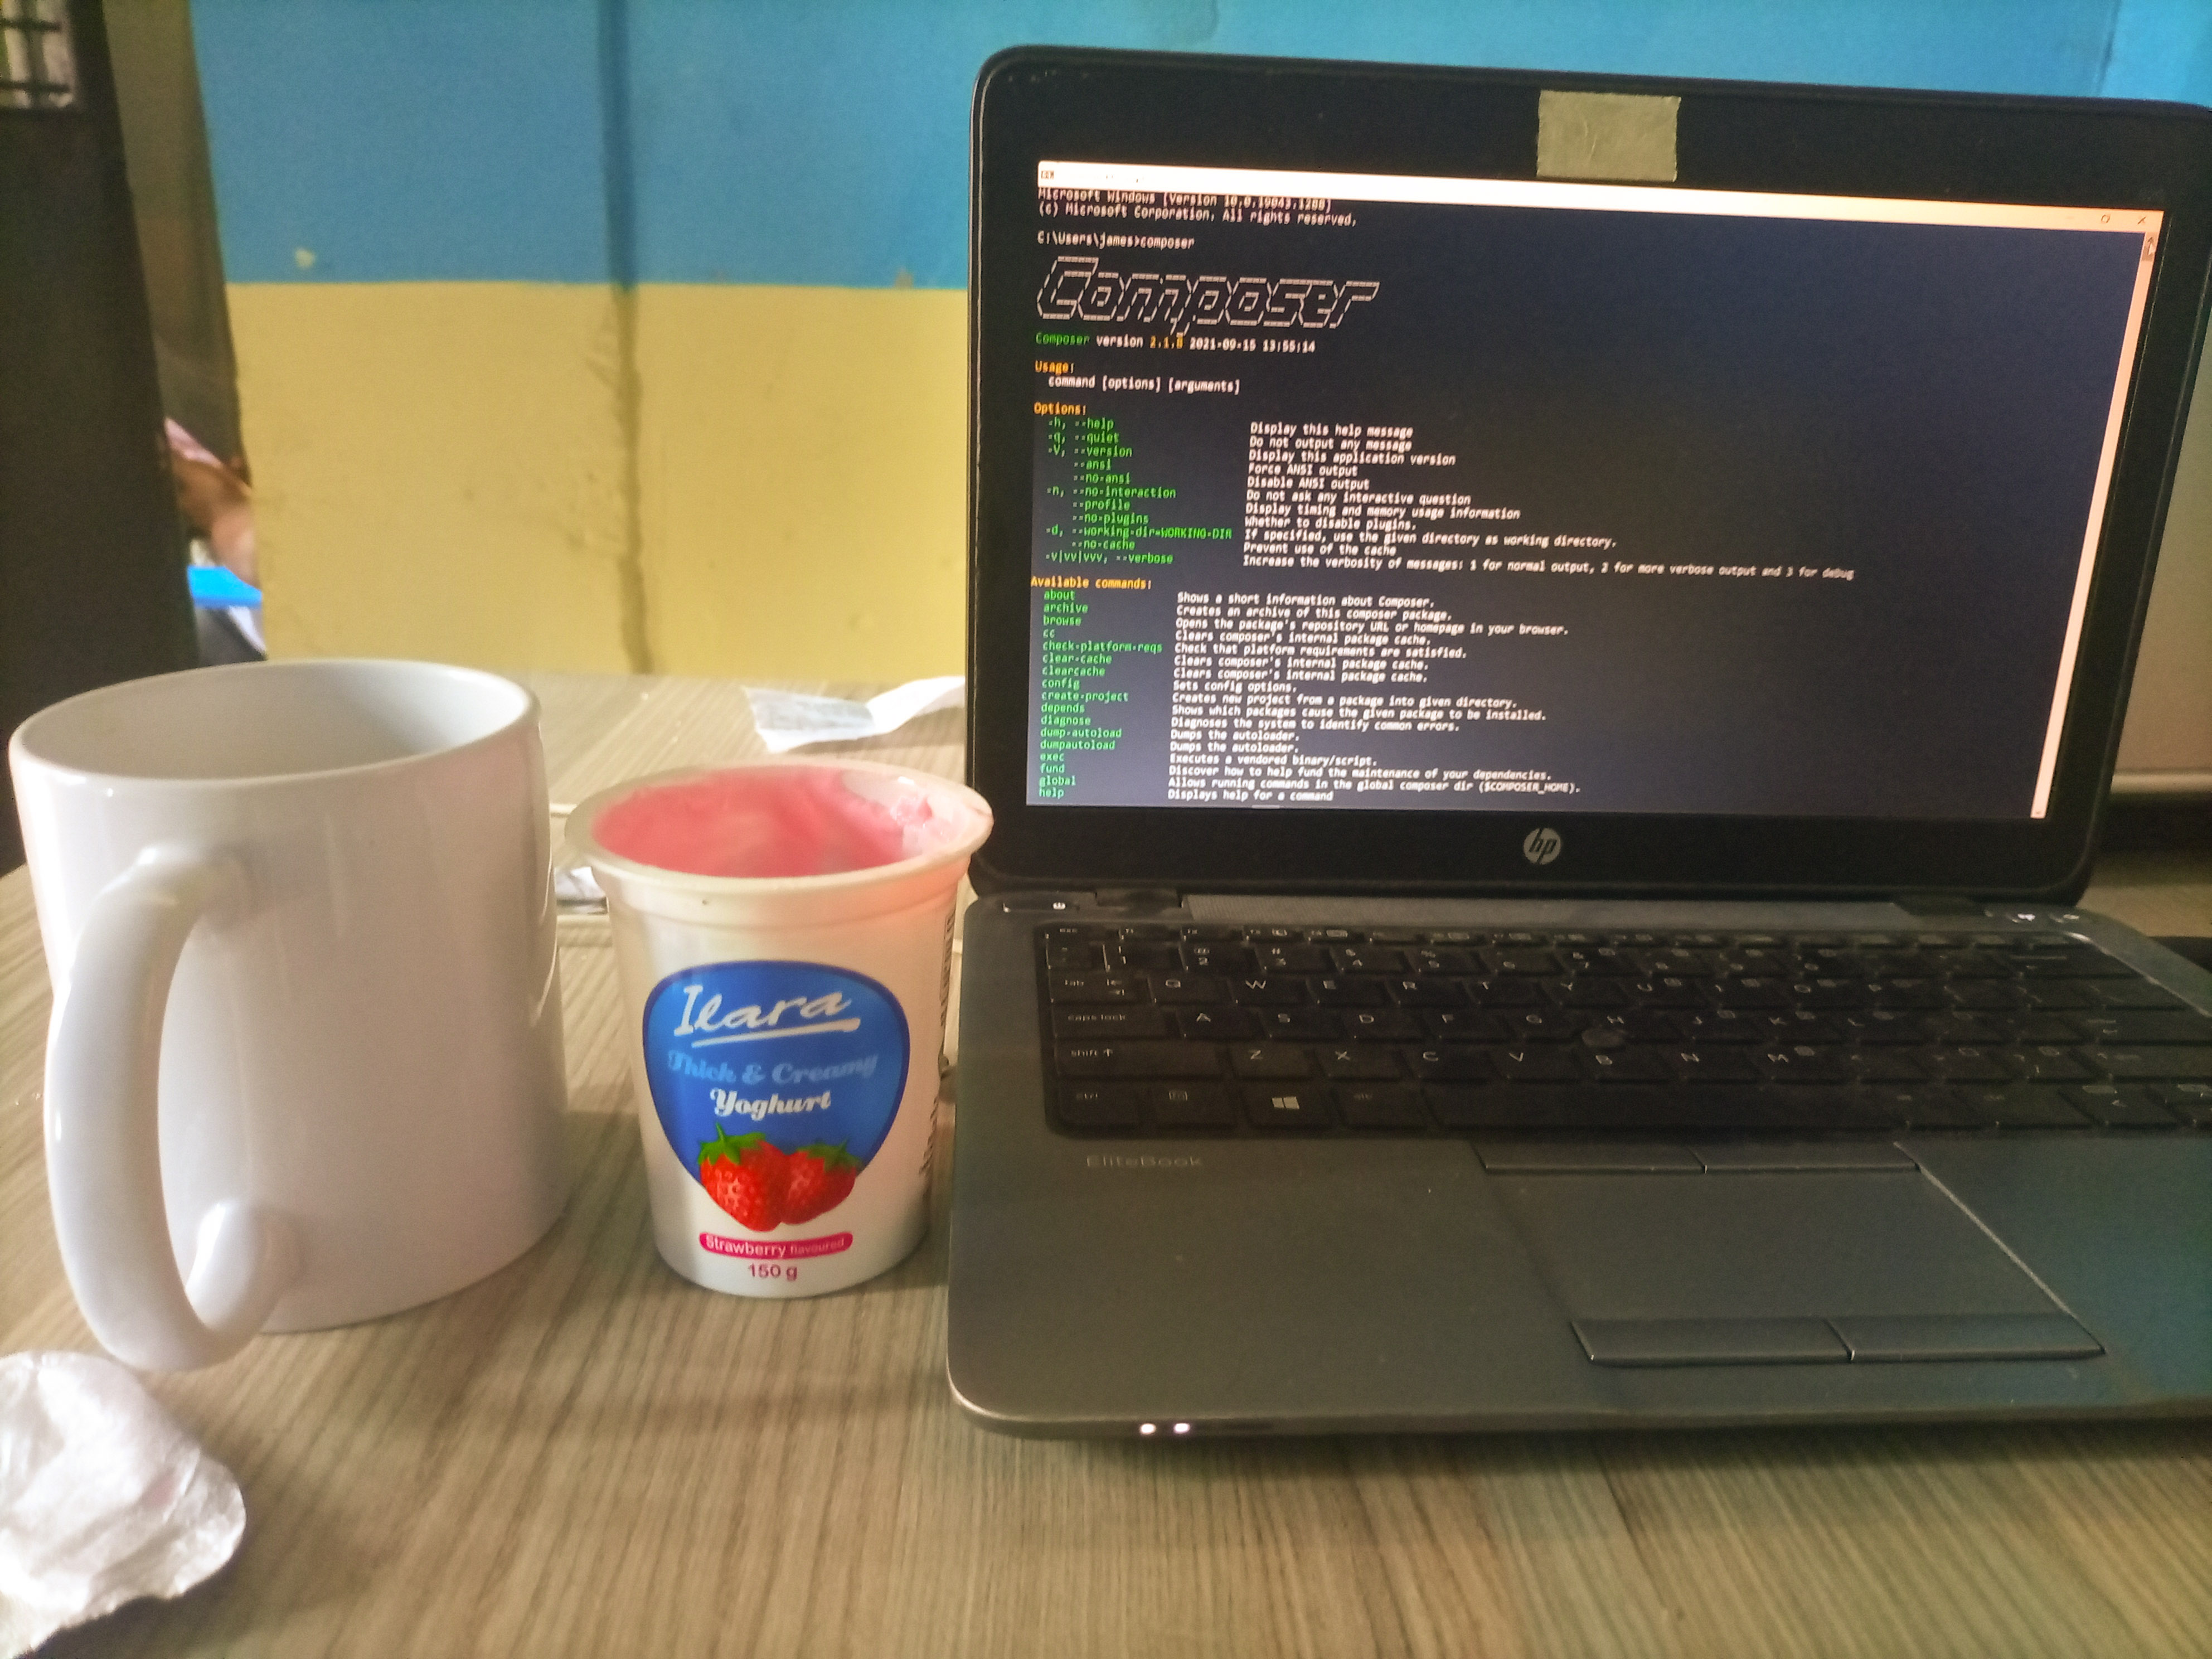 Microsoft Windows [Version 10.0.19043.1288]
(c) Microsoft Corporation. All rights reserved.
C:\Users\james>composer
Composer
Composer version 2.1.8 2021-09-15 13:55:14
Usage:
command [options] [arguments]
Options:
-h, --help Display this help message
-q, --quiet Do not output any message
-V, --version Display this application version
--ansi Force ANSI output
--no-ansi Disable ANSI output
-n, --no-interaction Do not ask any interactive question
--profile Display timing and memory usage information
--no-plugins Whether to disable plugins.
-d, --working-dir=WORKING-DIR If specified, use the given directory as working directory.
--no-cache Prevent use of the cache
-v|vv|vvv, --verbose Increase the verbosity of messages: 1 for normal output, 2 for more verbose output and 3 for debug
Available commands:
about Shows a short information about Composer.
archive Creates an archive of this composer package.
browse Opens the package's repository URL or homepage in your browser.
cc Clears composer's internal package cache.
check-platform-reqs Check that platform requirements are satisfied.
clear-cache Clears composer's internal package cache.
clearcache Clears composer's internal package cache.
config Sets config options.
create-project Creates new project from a package into given directory.
depends Shows which packages cause the given package to be installed.
diagnose Diagnoses the system to identify common errors.
dump-autoload Dumps the autoloader.
dumpautoload Dumps the autoloader.
exec Executes a vendored binary/script.
fund Discover how to help fund the maintenance of your dependencies.
global Allows running commands in the global composer dir ($COMPOSER_HOME).
help Displays help for a command
hp
1 2 3 4 5 6 7
tab Q W E R T Y U I O P
caps lock A S D F G H J K L
shift Z X C V B N M
ctrl
EliteBook
Ilara
Thick & Creamy
Yoghurt
Strawberry flavoured
150 g